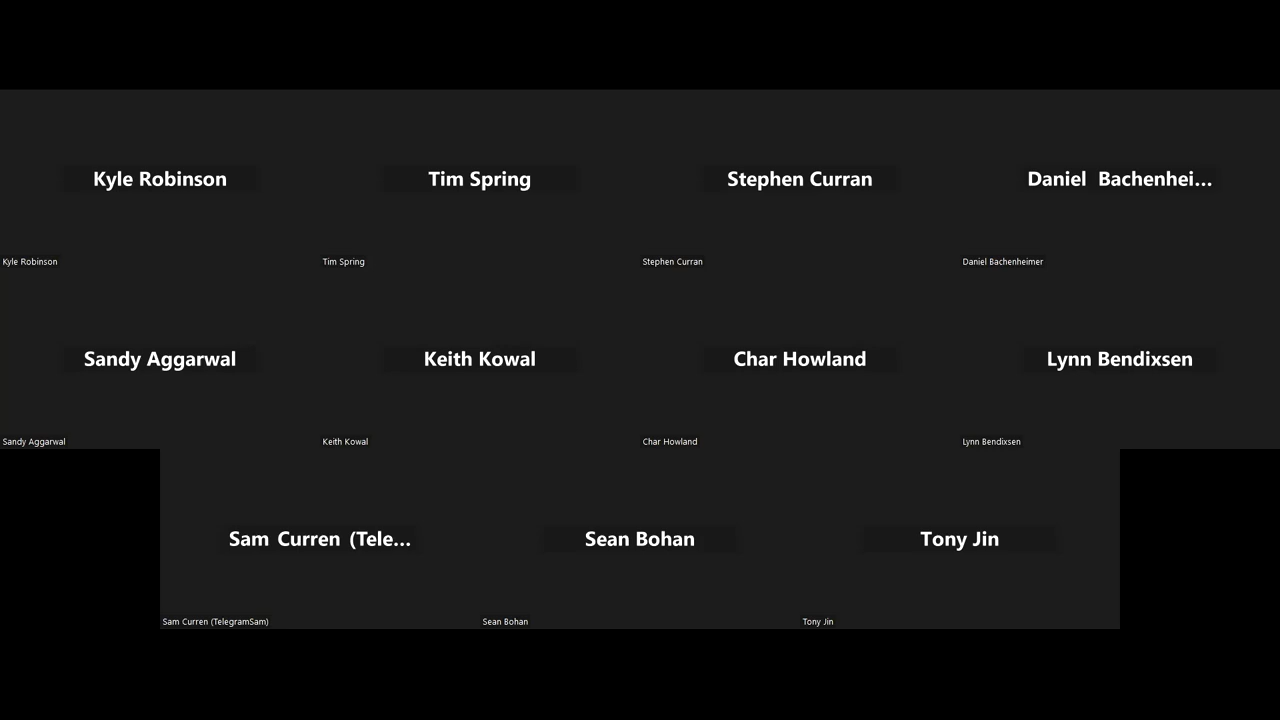 Kyle Robinson
Tim Spring
Stephen Curran
Daniel Bachenhei...
Kyle Robinson
Tim Spring
Stephen Curran
Daniel Bachenheimer
Sandy Aggarwal
Keith Kowal
Char Howland
Lynn Bendixsen
Sandy Aggarwal
Keith Kowal
Char Howland
Lynn Bendixsen
Sam Curren (Tele...
Sean Bohan
Tony Jin
Sam Curren (TelegramSam)
Sean Bohan
Tony Jin